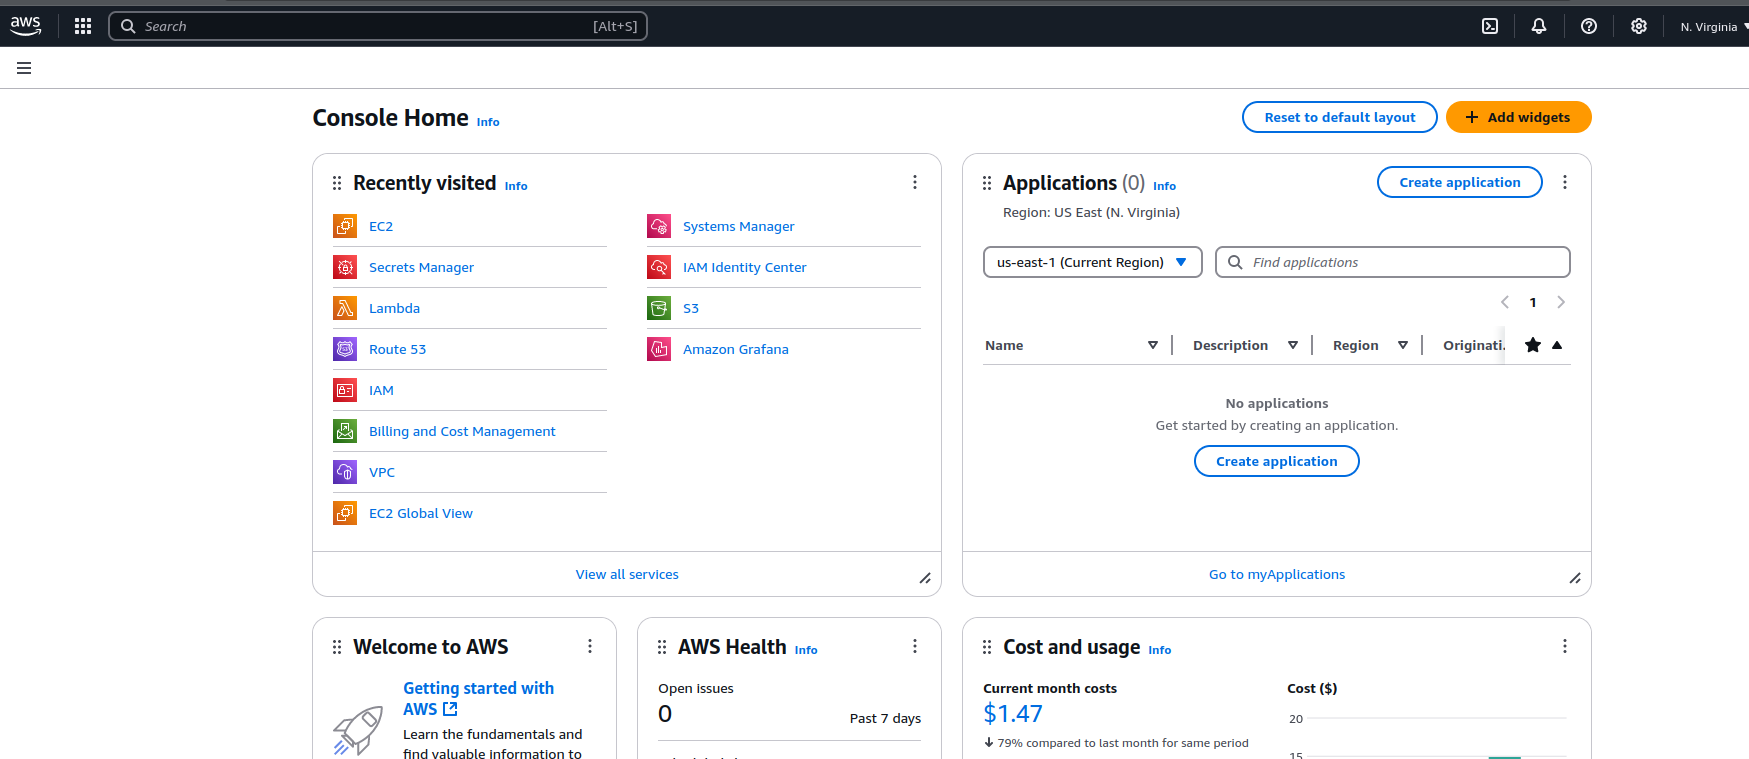 aws
Search [Alt+S]
N. Virginia
Console Home Info
Reset to default layout
Add widgets
Recently visited Info
EC2
Secrets Manager
Lambda
Route 53
IAM
Billing and Cost Management
VPC
EC2 Global View
Systems Manager
IAM Identity Center
S3
Amazon Grafana
View all services
Applications (0) Info
Create application
Region: US East (N. Virginia)
us-east-1 (Current Region)
Find applications
1
Name Description Region Originati.
No applications
Get started by creating an application.
Create application
Go to myApplications
Welcome to AWS
Getting started with
AWS
Learn the fundamentals and
find valuable information to
AWS Health Info
Open issues
0
Past 7 days
Cost and usage Info
Current month costs
$1.47
79% compared to last month for same period
Cost ($)
20
15